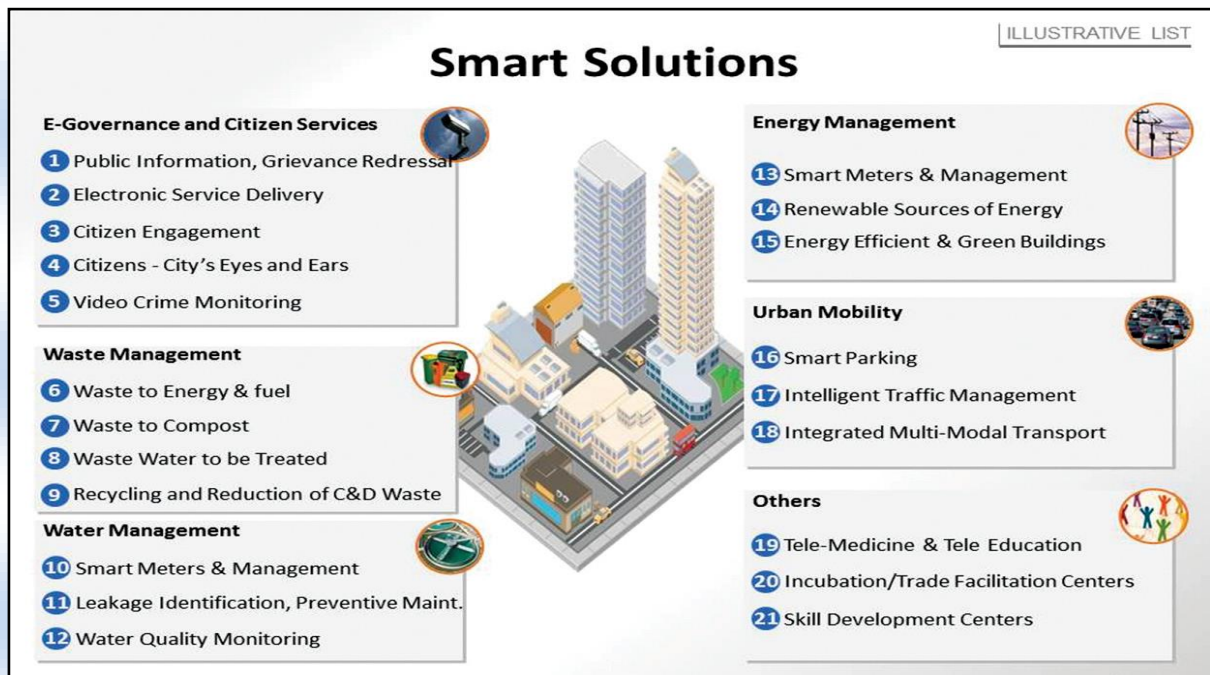 ILLUSTRATIVE LIST
Smart Solutions
E-Governance and Citizen Services
1 Public Information, Grievance Redressal
2 Electronic Service Delivery
3 Citizen Engagement
4 Citizens - City's Eyes and Ears
5 Video Crime Monitoring
Waste Management
6 Waste to Energy & fuel
7 Waste to Compost
8 Waste Water to be Treated
9 Recycling and Reduction of C&D Waste
Water Management
10 Smart Meters & Management
11 Leakage Identification, Preventive Maint.
12 Water Quality Monitoring
Energy Management
13 Smart Meters & Management
14 Renewable Sources of Energy
15 Energy Efficient & Green Buildings
Urban Mobility
16 Smart Parking
17 Intelligent Traffic Management
18 Integrated Multi-Modal Transport
Others
19 Tele-Medicine & Tele Education
20 Incubation/Trade Facilitation Centers
21 Skill Development Centers